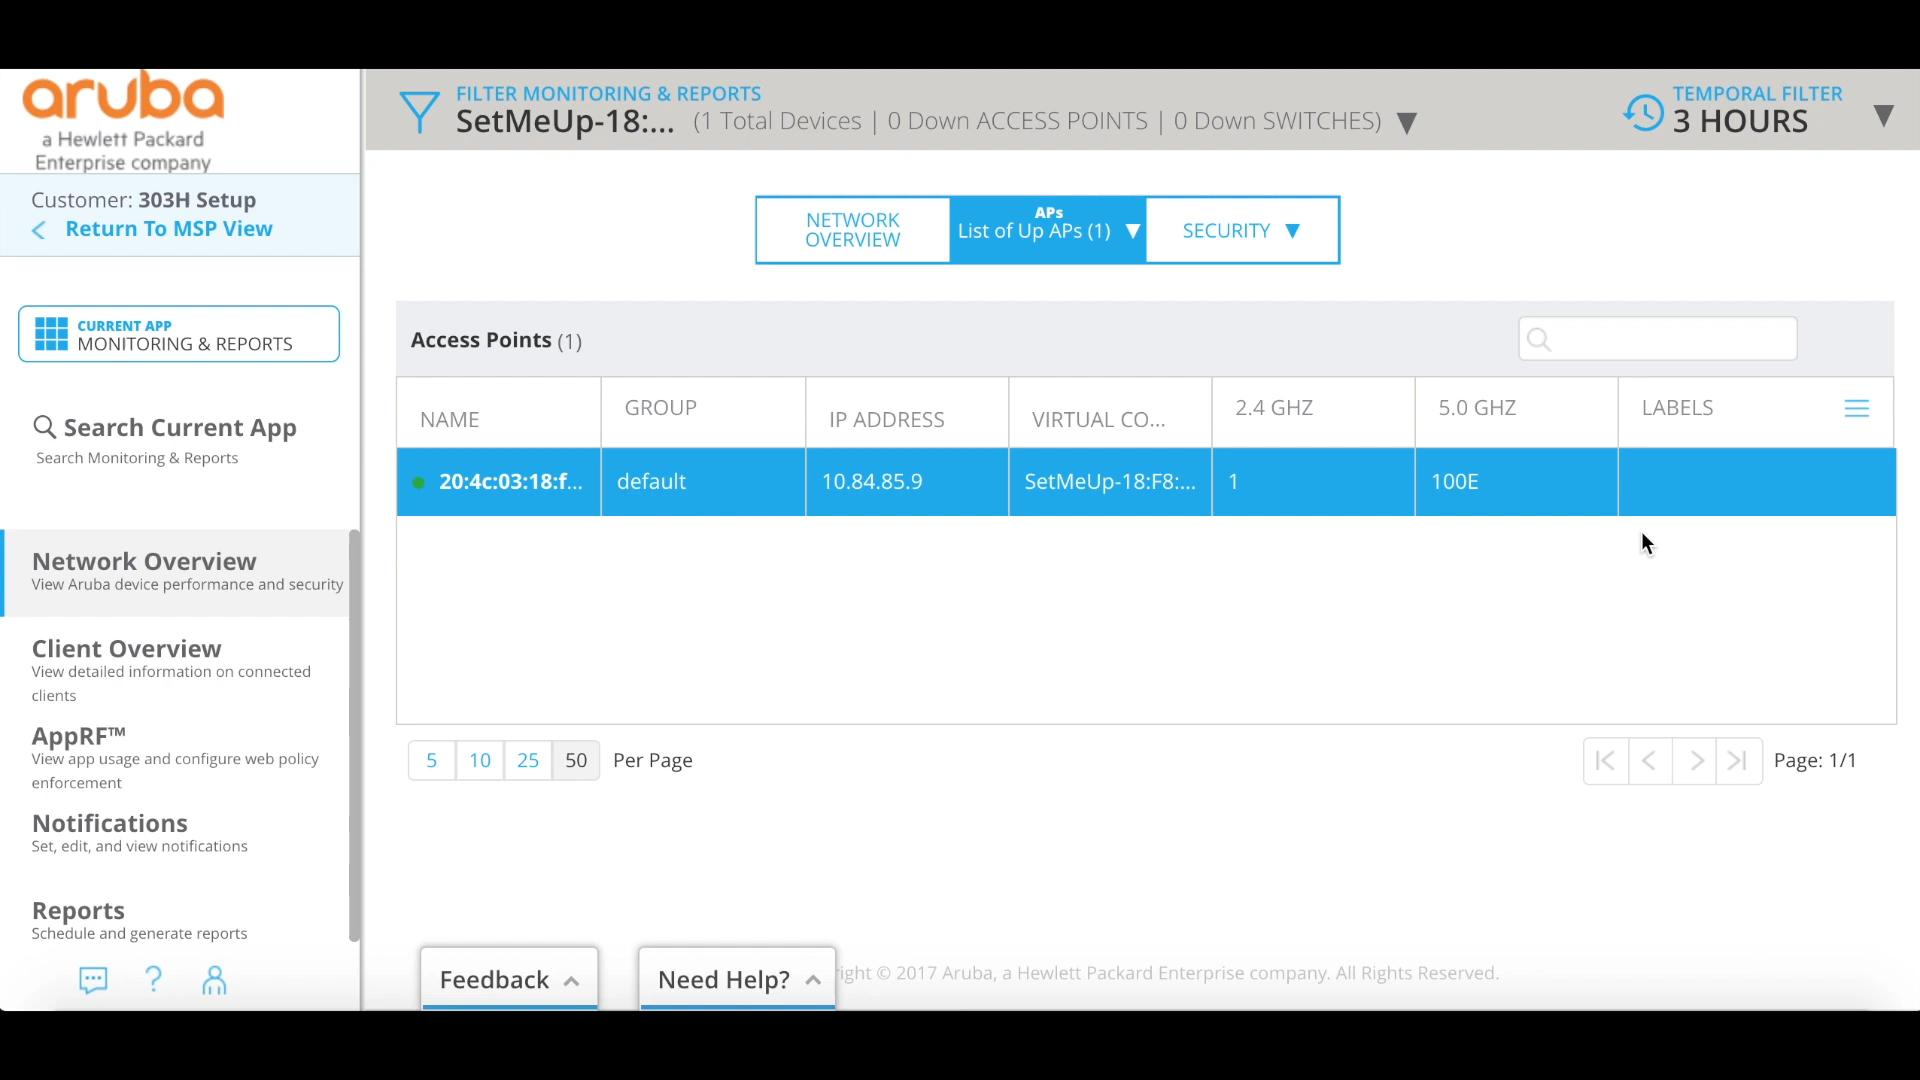 aruba
a Hewlett Packard
Enterprise company
Customer: 303H Setup
Return To MSP View
CURRENT APP
MONITORING & REPORTS
Search Current App
Search Monitoring & Reports
Network Overview
View Aruba device performance and security
Client Overview
View detailed information on connected
clients
AppRF™
View app usage and configure web policy
enforcement
Notifications
Set, edit, and view notifications
Reports
Schedule and generate reports
FILTER MONITORING & REPORTS
SetMeUp-18:... (1 Total Devices | 0 Down ACCESS POINTS | 0 Down SWITCHES)
TEMPORAL FILTER
3 HOURS
NETWORK
OVERVIEW
APs
List of Up APs (1)
SECURITY
Access Points (1)
NAME GROUP IP ADDRESS VIRTUAL CO... 2.4 GHZ 5.0 GHZ LABELS
20:4c:03:18:f... default 10.84.85.9 SetMeUp-18:F8:... 1 100E
5 10 25 50 Per Page
Page: 1/1
Feedback
Need Help?
ight © 2017 Aruba, a Hewlett Packard Enterprise company. All Rights Reserved.